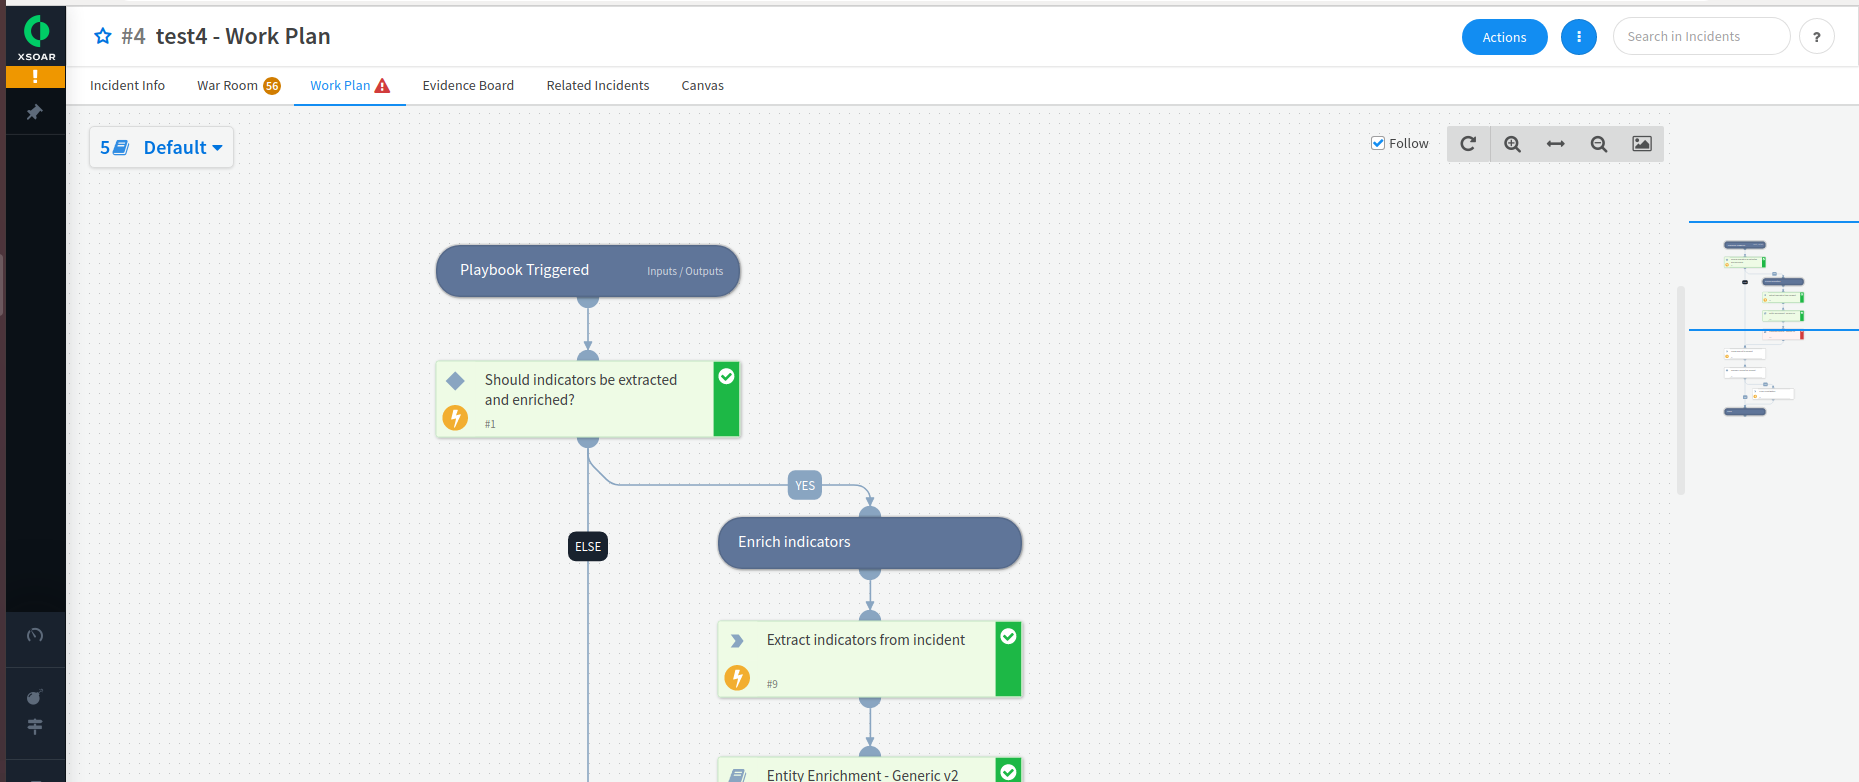 XSOAR
#4 test4 - Work Plan
Actions
Search in Incidents
?
Incident Info
War Room 56
Work Plan
Evidence Board
Related Incidents
Canvas
5 Default
Follow
Playbook Triggered
Inputs / Outputs
Should indicators be extracted
and enriched?
#1
YES
ELSE
Enrich indicators
Extract indicators from incident
#9
Entity Enrichment - Generic v2